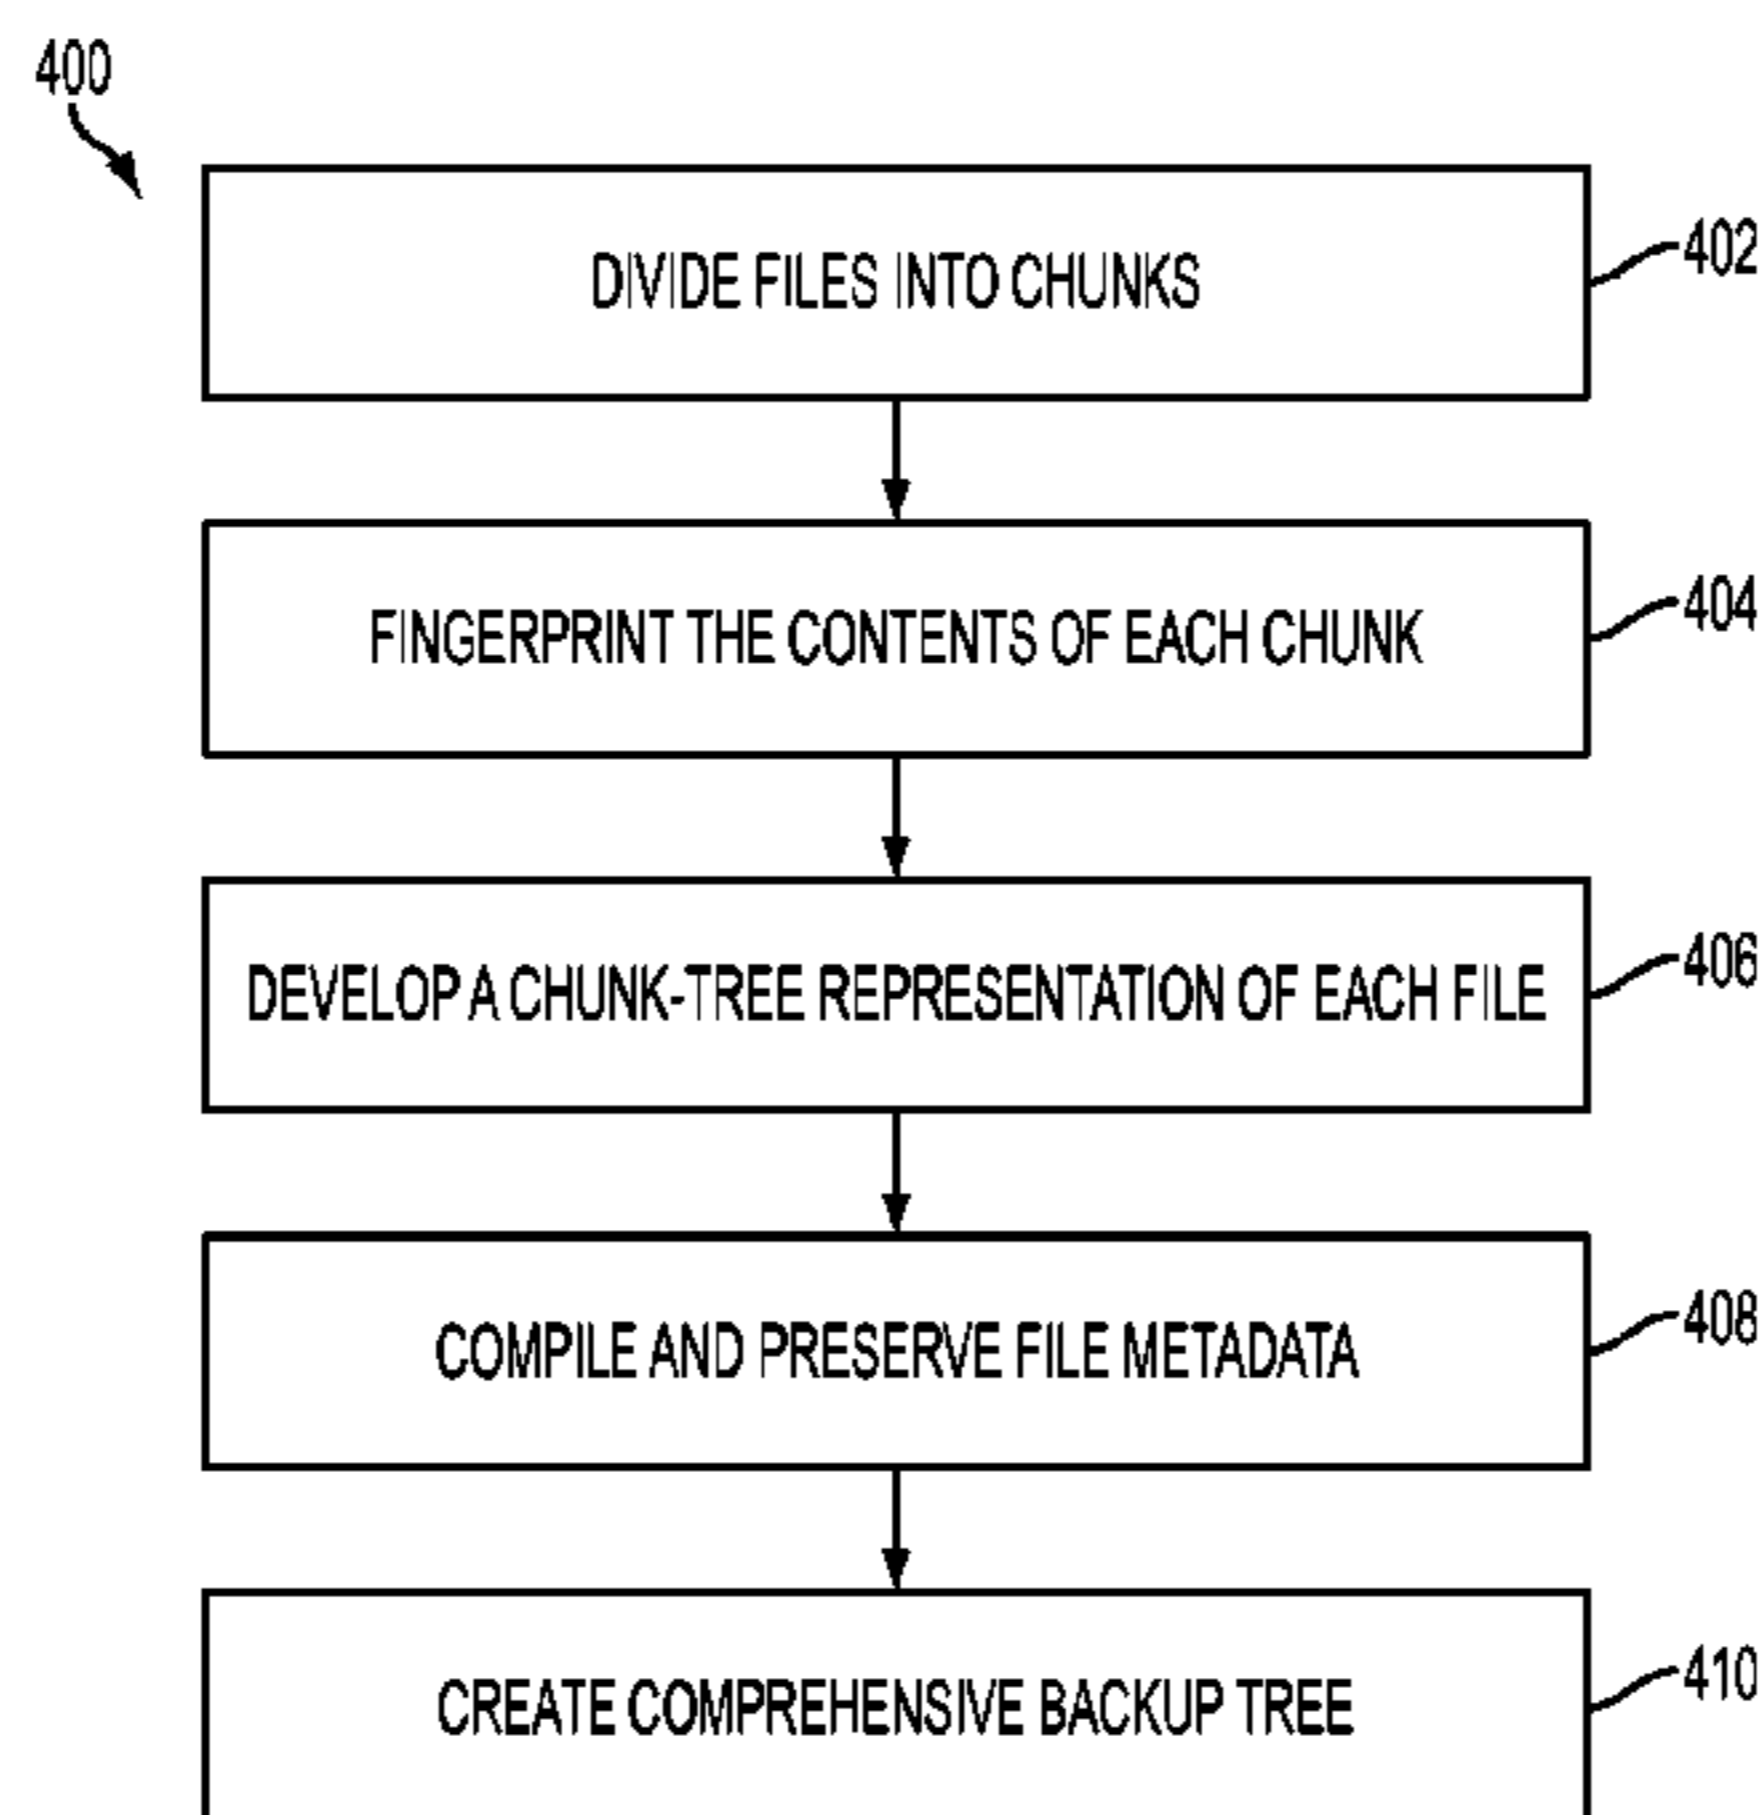 400
DIVIDE FILES INTO CHUNKS
402
FINGERPRINT THE CONTENTS OF EACH CHUNK
404
DEVELOP A CHUNK-TREE REPRESENTATION OF EACH FILE
406
COMPILE AND PRESERVE FILE METADATA
408
CREATE COMPREHENSIVE BACKUP TREE
410